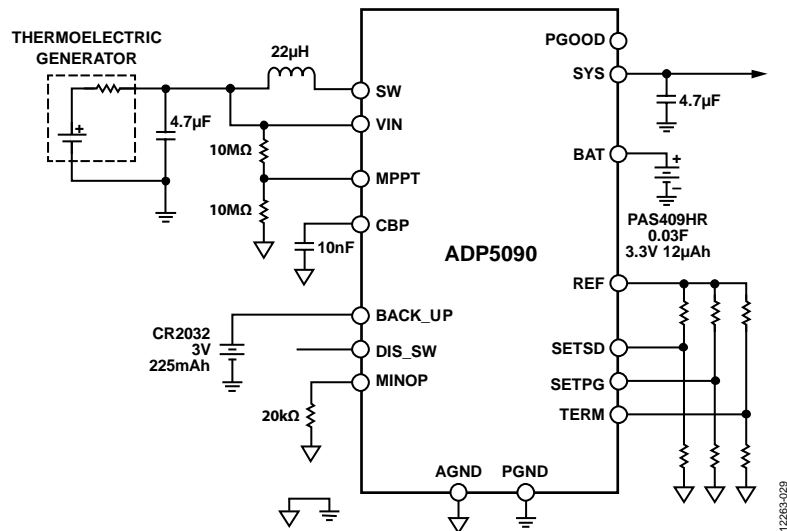 THERMOELECTRIC
GENERATOR
22µH
4.7µF
10MΩ
10MΩ
10nF
CR2032
3V
225mAh
20kΩ
SW
VIN
MPPT
CBP
BACK_UP
DIS_SW
MINOP
ADP5090
AGND
PGND
PGOOD
SYS
BAT
REF
SETSD
SETPG
TERM
4.7µF
+
+
–
PAS409HR
0.03F
3.3V 12µAh
12263-029